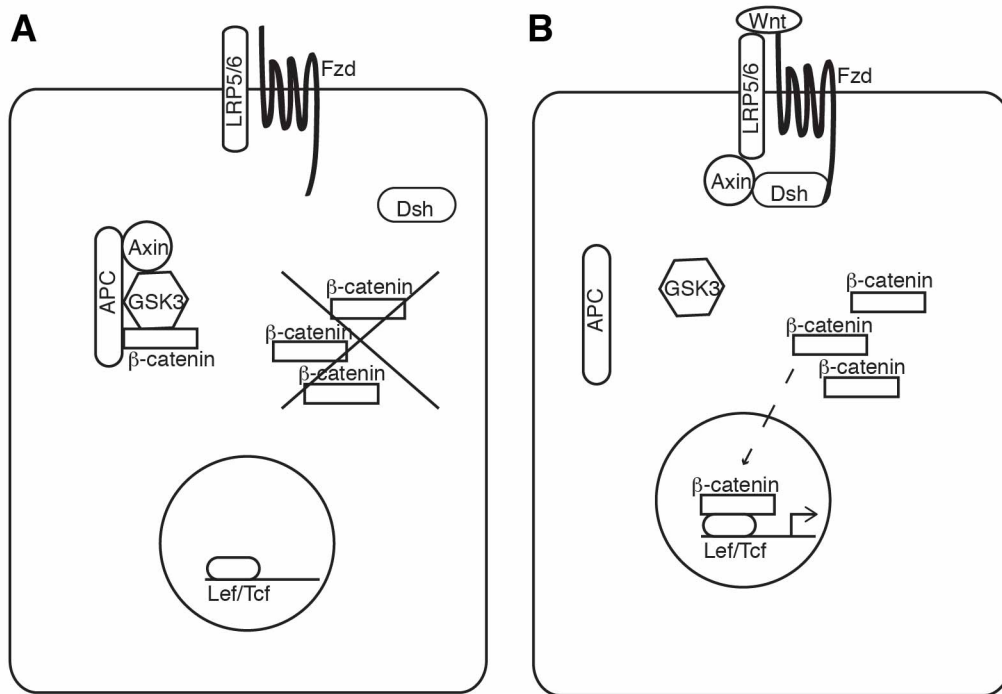 A
LRP5/6
Fzd
Dsh
Axin
APC
GSK3
β-catenin
β-catenin
β-catenin
β-catenin
Lef/Tcf
B
Wnt
LRP5/6
Fzd
Axin
Dsh
APC
GSK3
β-catenin
β-catenin
β-catenin
β-catenin
Lef/Tcf